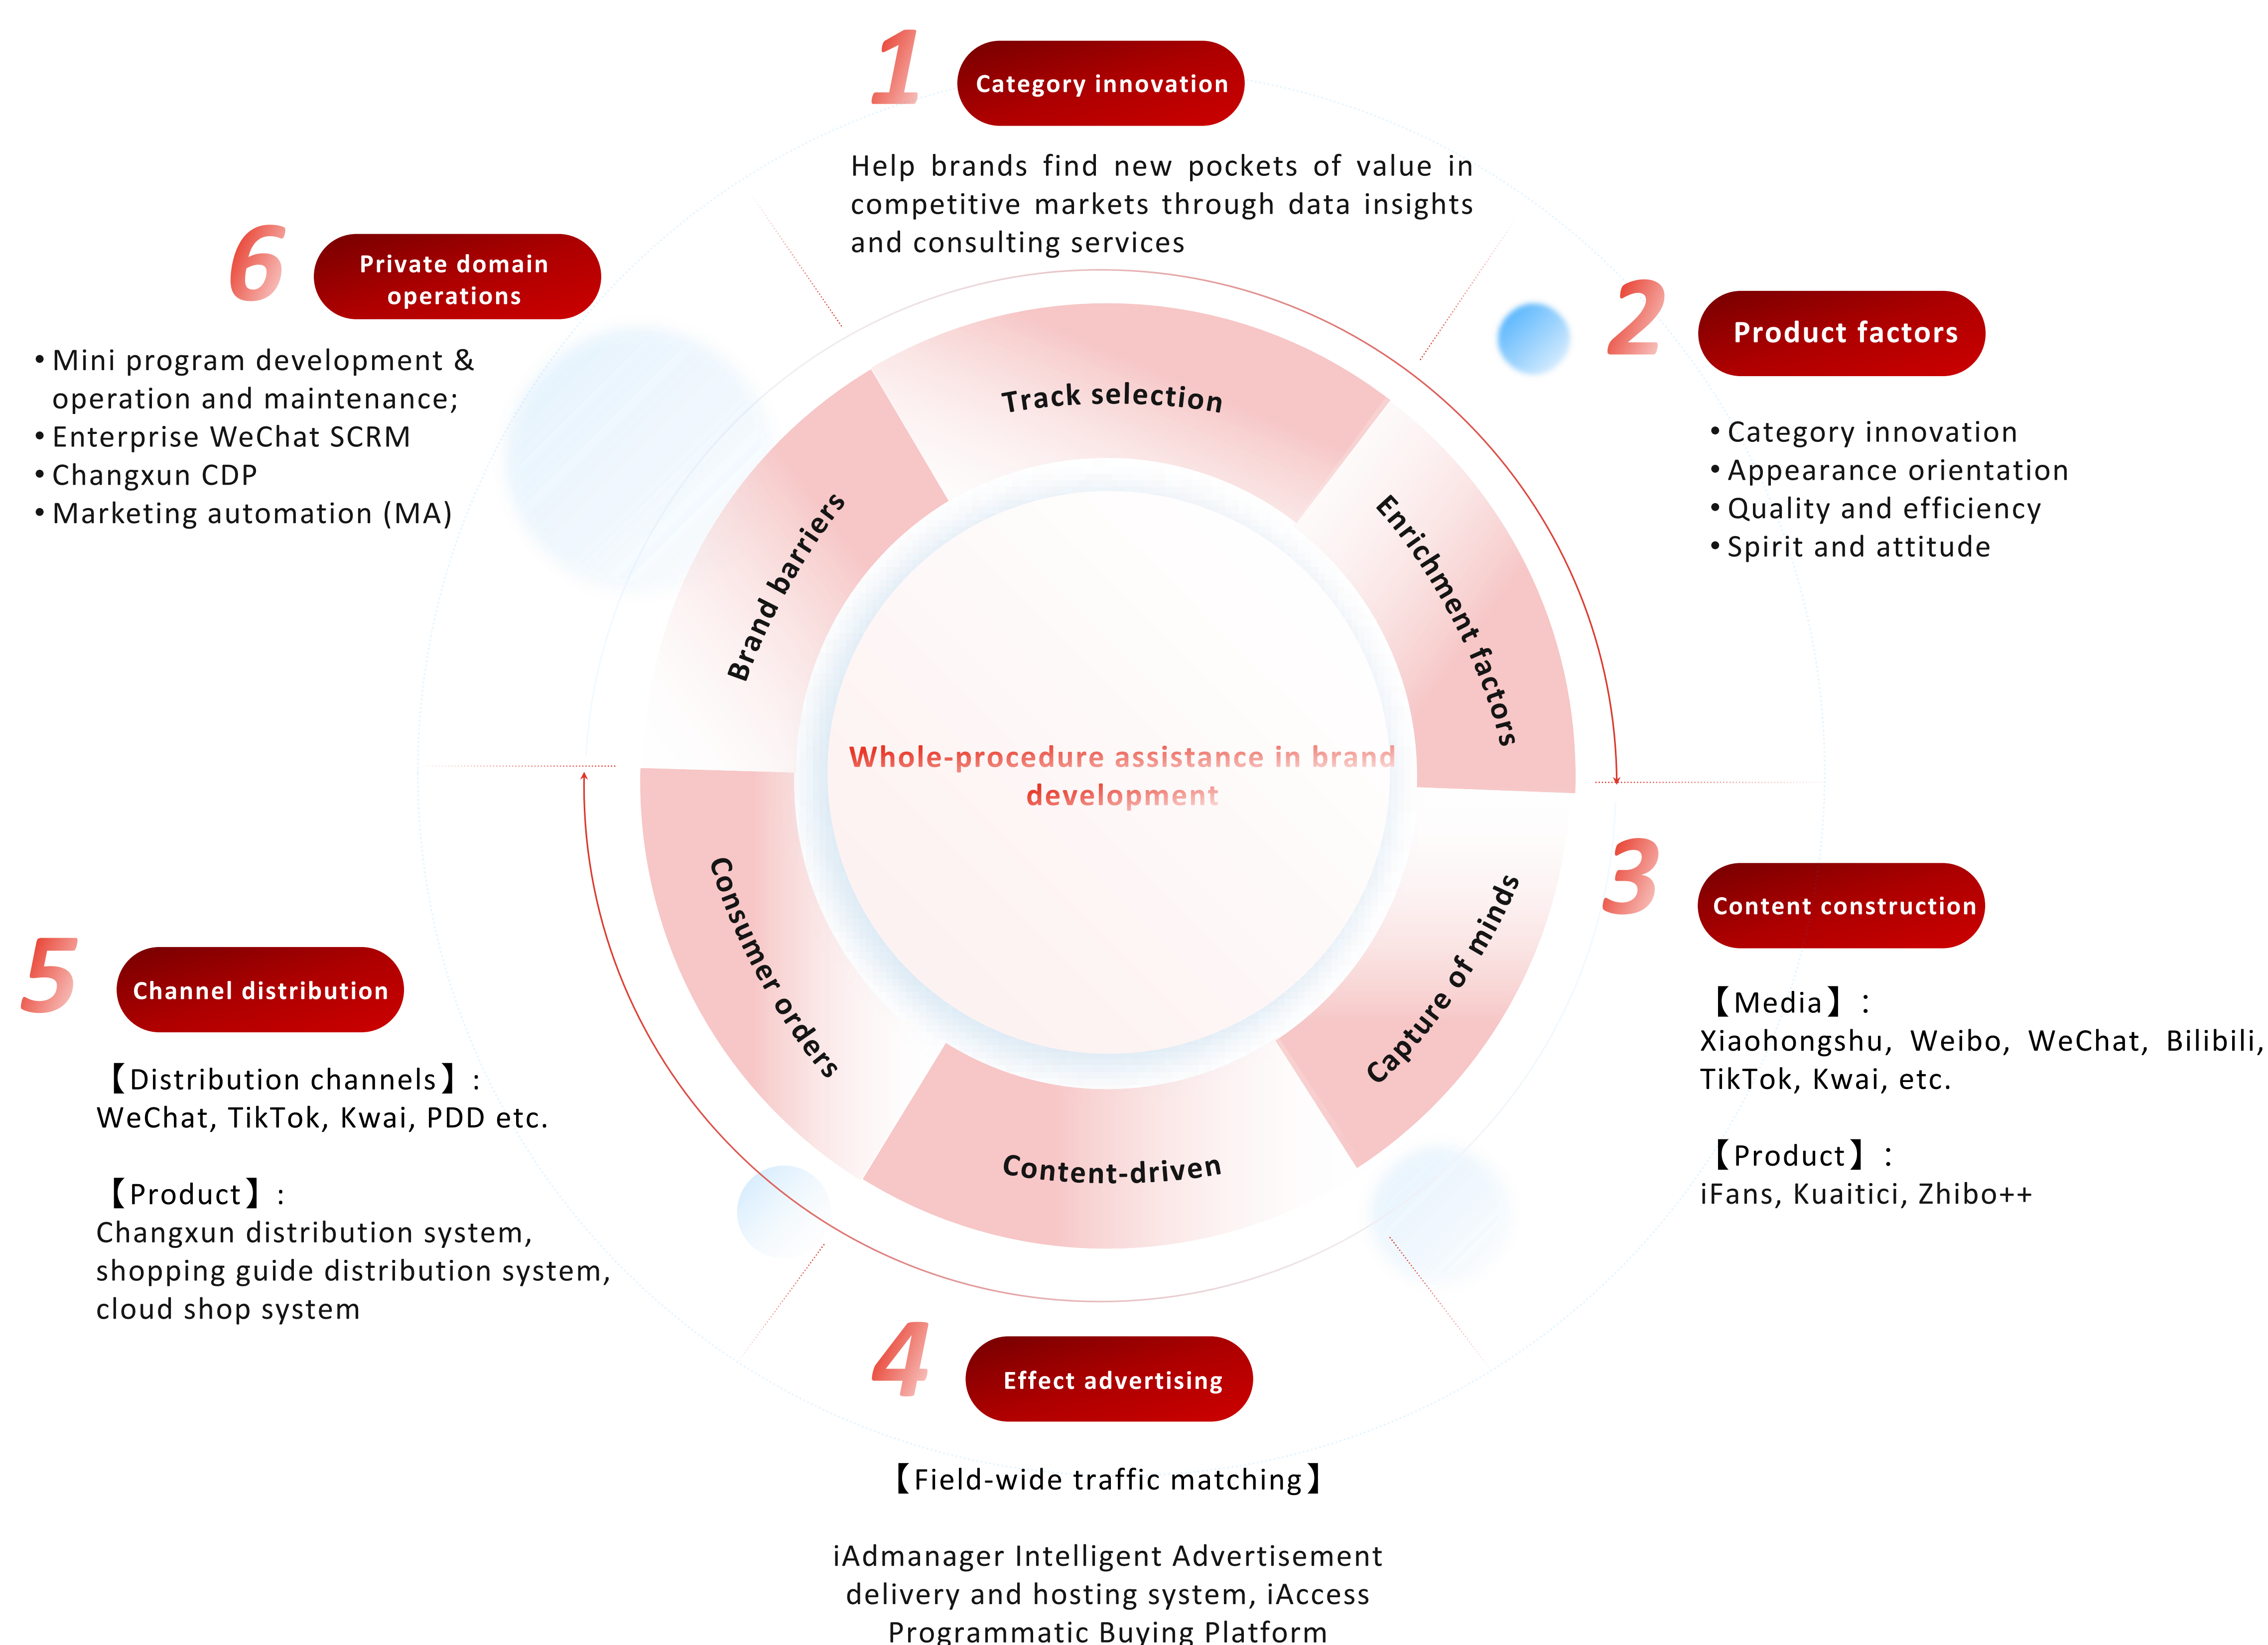 1
Category innovation
Help brands find new pockets of value in
competitive markets through data insights
and consulting services
2
Product factors
• Category innovation
• Appearance orientation
• Quality and efficiency
• Spirit and attitude
3
Content construction
【Media】:
Xiaohongshu, Weibo, WeChat, Bilibili,
TikTok, Kwai, etc.
【Product】:
iFans, Kuaitici, Zhibo++
4
Effect advertising
【Field-wide traffic matching】
iAdmanager Intelligent Advertisement
delivery and hosting system, iAccess
Programmatic Buying Platform
5
Channel distribution
【Distribution channels】:
WeChat, TikTok, Kwai, PDD etc.
【Product】:
Changxun distribution system,
shopping guide distribution system,
cloud shop system
6
Private domain
operations
• Mini program development &
operation and maintenance;
• Enterprise WeChat SCRM
• Changxun CDP
• Marketing automation (MA)
Track selection
Enrichment factors
Capture of minds
Content-driven
Consumer orders
Brand barriers
Whole-procedure assistance in brand
development